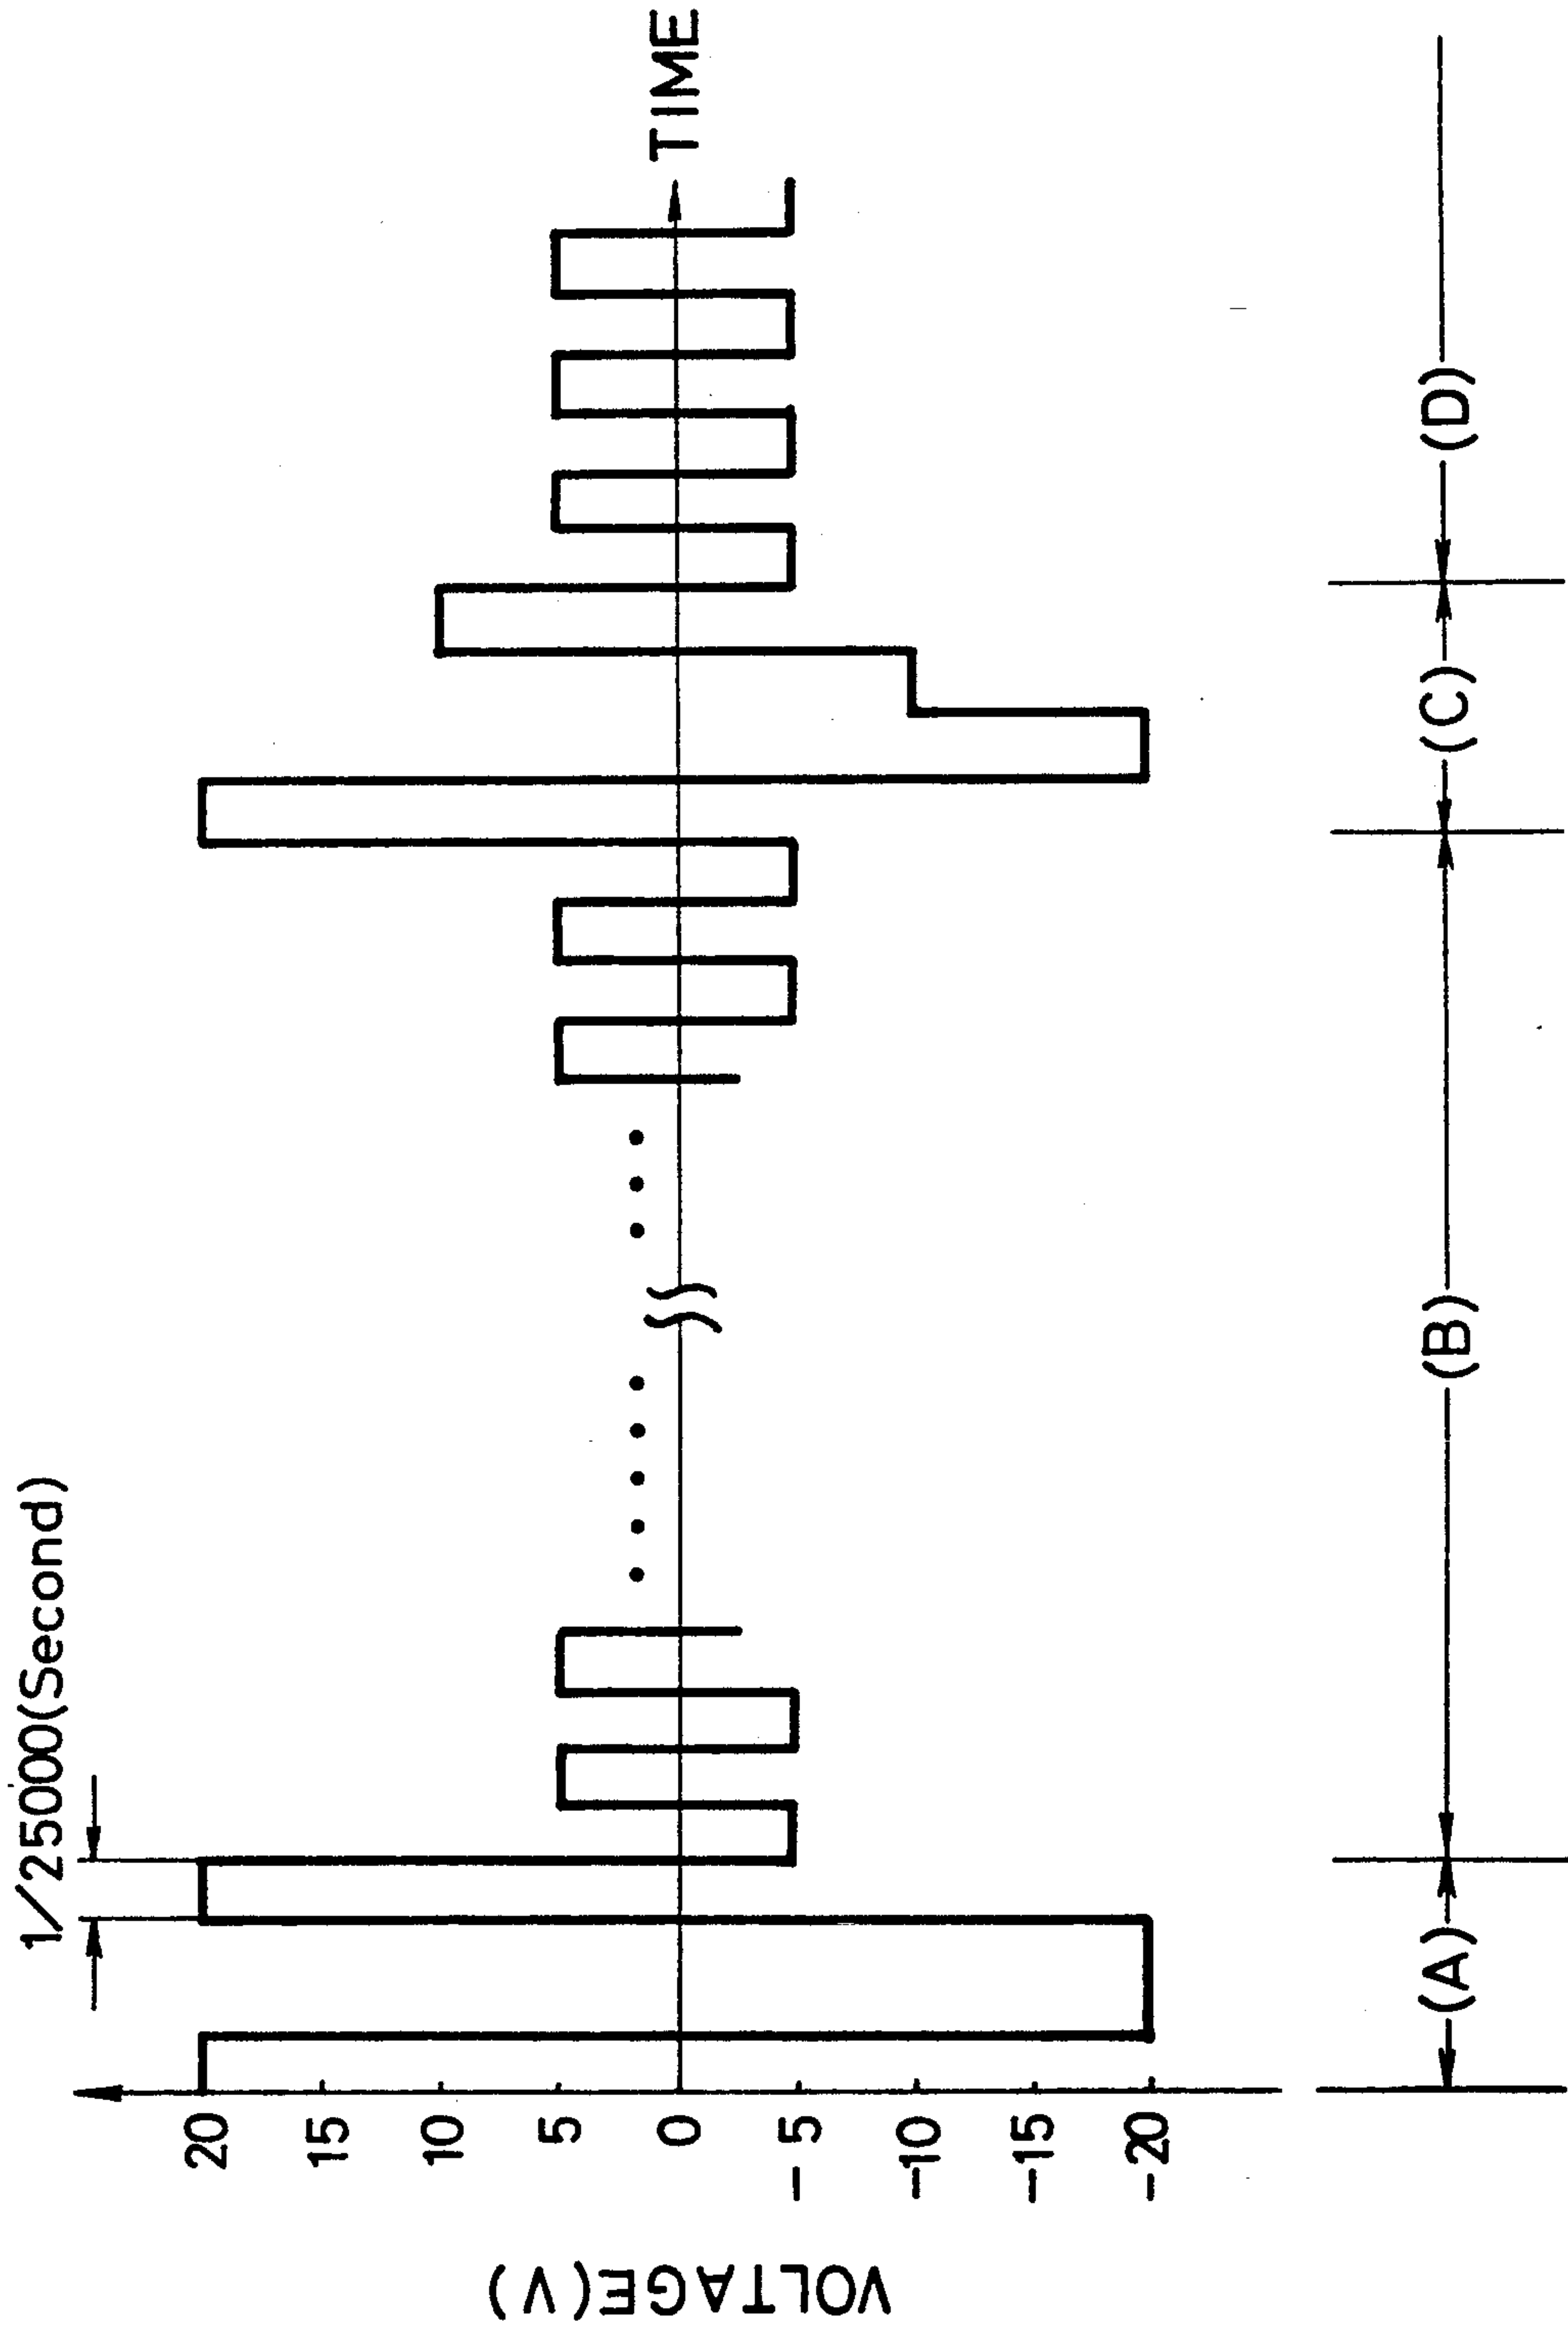 1/25000(Second)
VOLTAGE(V)
20
15
10
5
0
-5
-10
-15
-20
TIME
(A)
(B)
(C)
(D)